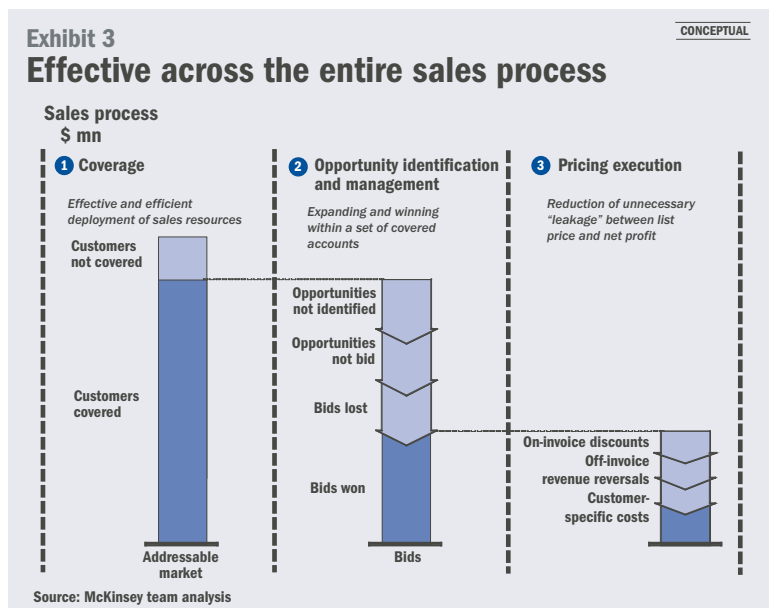 CONCEPTUAL
Exhibit 3
Effective across the entire sales process
Sales process
$ mn
1 Coverage
Effective and efficient
deployment of sales resources
Customers
not covered
Customers
covered
Addressable
market
2 Opportunity identification
and management
Expanding and winning
within a set of covered
accounts
Opportunities
not identified
Opportunities
not bid
Bids lost
Bids won
Bids
3 Pricing execution
Reduction of unnecessary
“leakage” between list
price and net profit
On-invoice discounts
Off-invoice
revenue reversals
Customer-
specific costs
Source: McKinsey team analysis